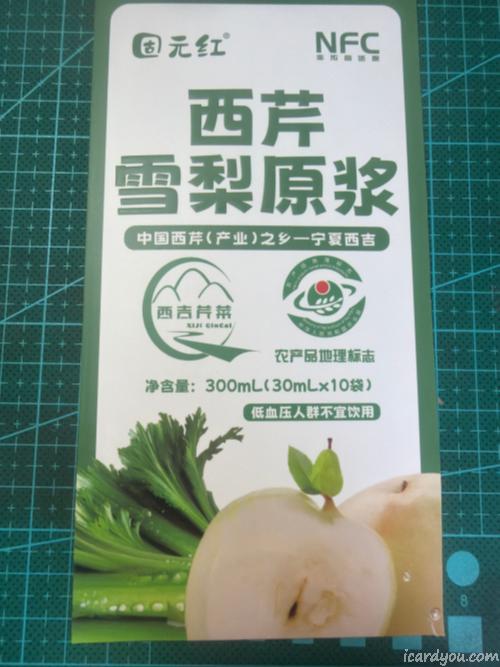 固元红®
NFC
西芹
雪梨原浆
中国西芹(产业)之乡—宁夏西吉
西吉芹菜
XIJI QinCai
农产品地理标志
净含量: 300mL(30mL×10袋)
低血压人群不宜饮用
8
icardyou.com